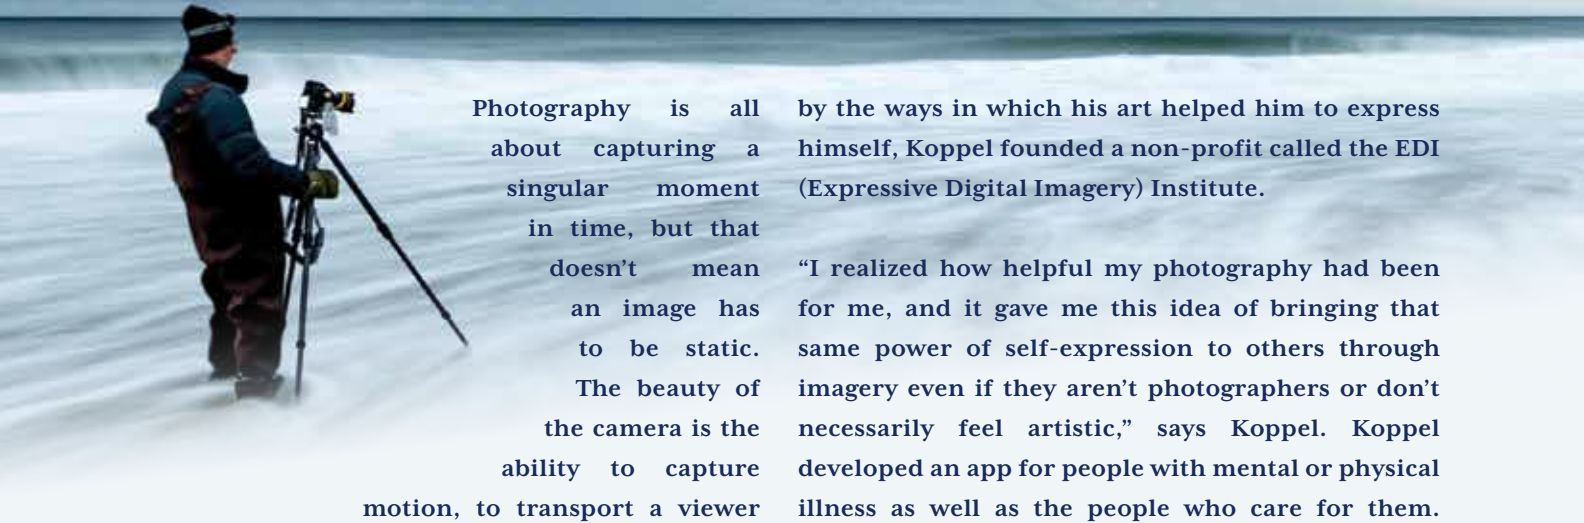 Photography is all
about capturing a
singular moment
in time, but that
doesn’t mean
an image has
to be static.
The beauty of
the camera is the
ability to capture
motion, to transport a viewer
by the ways in which his art helped him to express
himself, Koppel founded a non-profit called the EDI
(Expressive Digital Imagery) Institute.
“I realized how helpful my photography had been
for me, and it gave me this idea of bringing that
same power of self-expression to others through
imagery even if they aren’t photographers or don’t
necessarily feel artistic,” says Koppel. Koppel
developed an app for people with mental or physical
illness as well as the people who care for them.